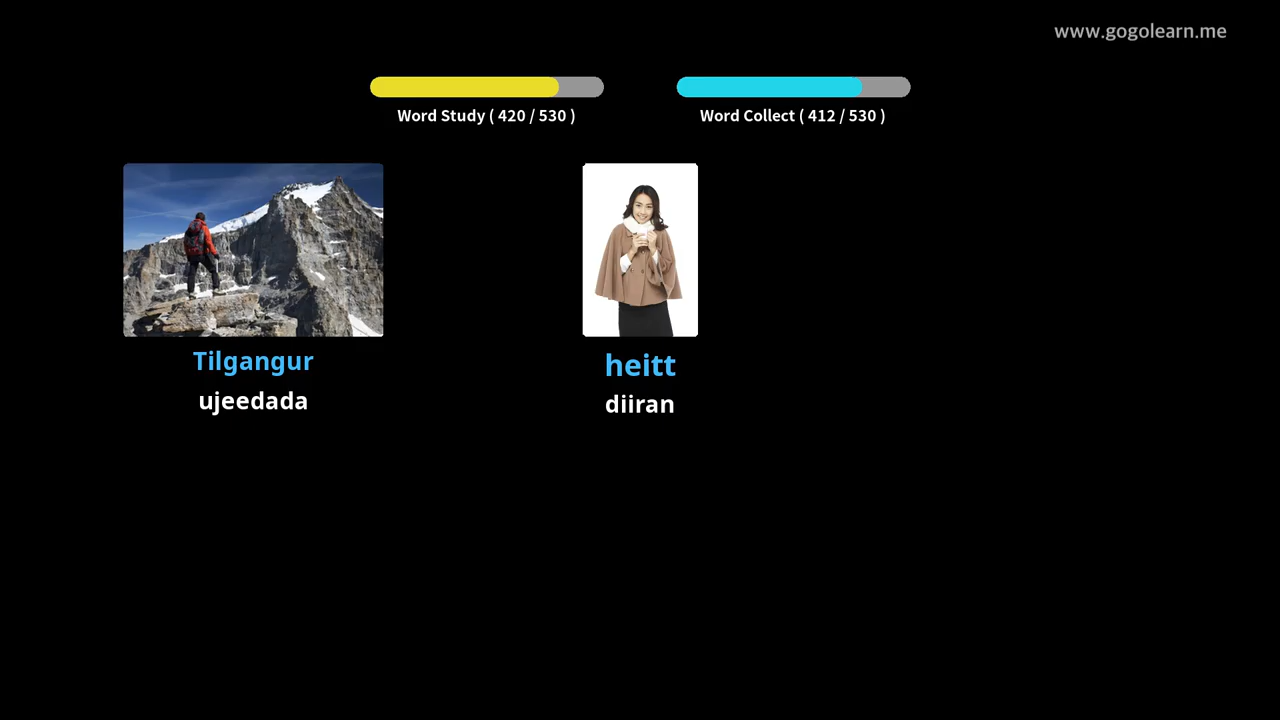 www.gogolearn.me
Word Study ( 420 / 530 )
Word Collect ( 412 / 530 )
Tilgangur
ujeedada
heitt
diiran